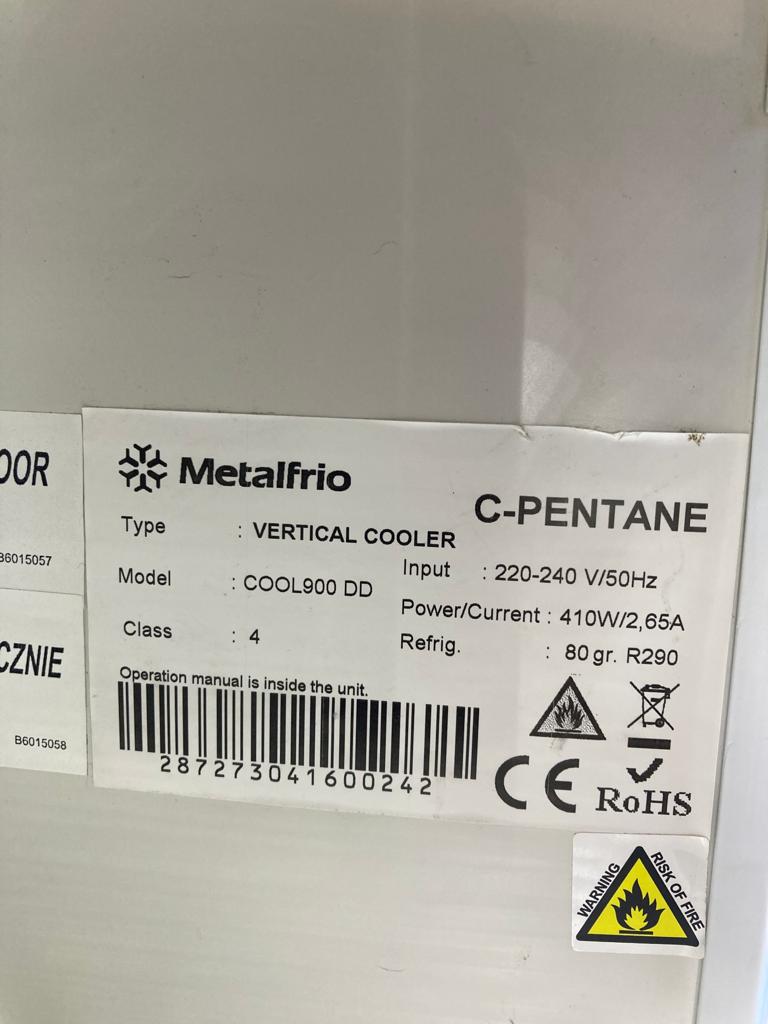 OOR
B6015057
CZNIE
B6015058
Metalfrio
C-PENTANE
Type : VERTICAL COOLER
Model : COOL900 DD
Class : 4
Input : 220-240 V/50Hz
Power/Current : 410W/2,65A
Refrig. : 80 gr. R290
Operation manual is inside the unit.
287273041600242
CE
RoHS
WARNING
RISK OF FIRE